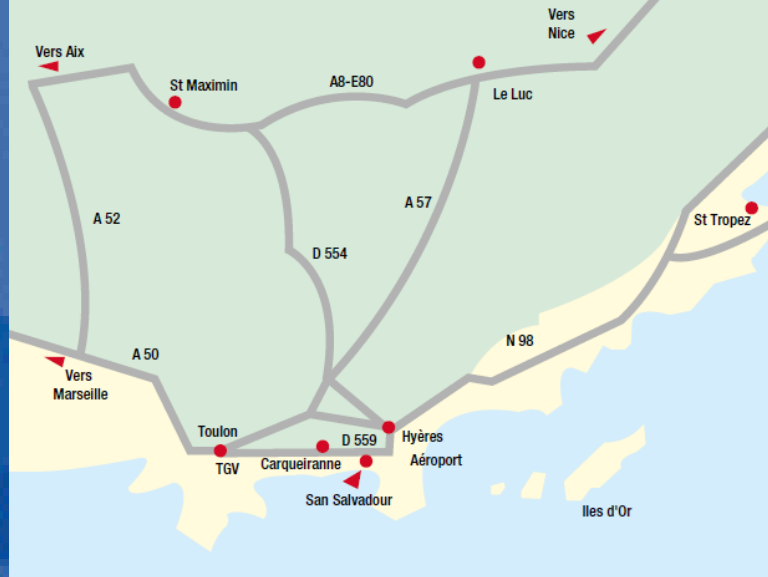 Vers
Nice
Vers Aix
St Maximin
A8-E80
Le Luc
A 52
A 57
St Tropez
D 554
N 98
A 50
Vers
Marseille
Toulon
D 559
Hyères
TGV
Carqueiranne
Aéroport
San Salvadour
Iles d'Or